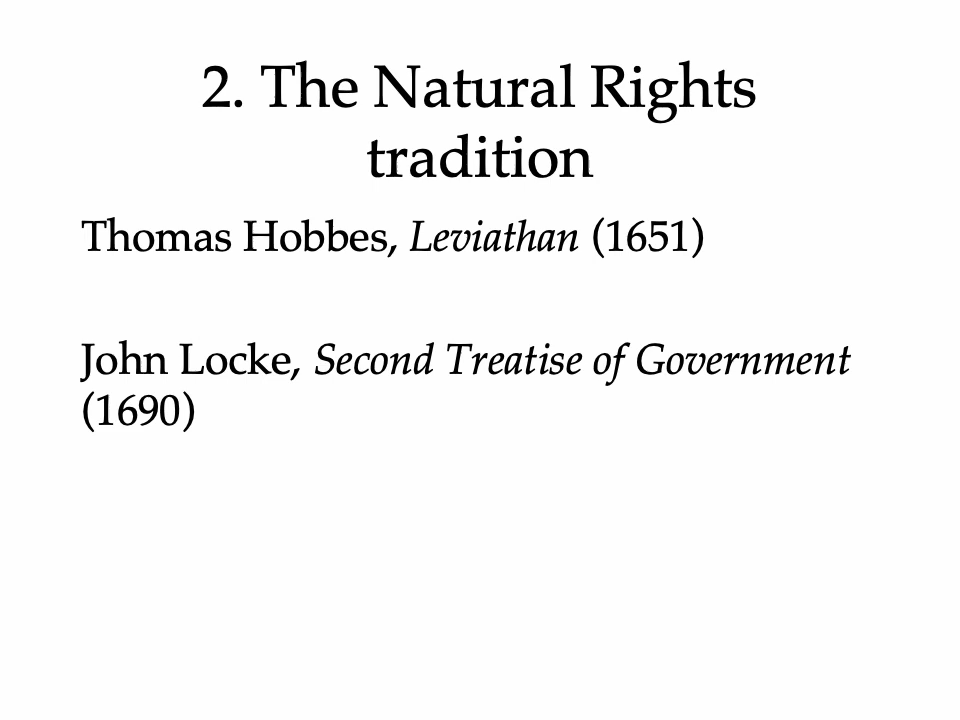 2. The Natural Rights
tradition
Thomas Hobbes, Leviathan (1651)
John Locke, Second Treatise of Government
(1690)